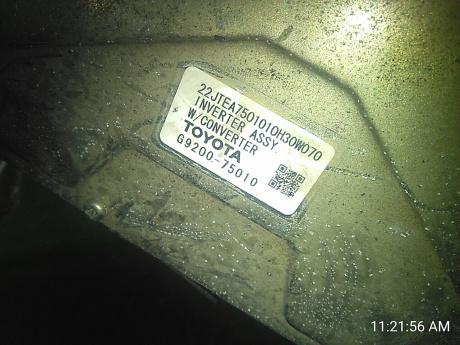 22JTEA7501010H30W070
INVERTER ASSY.
W/CONVERTER
TOYOTA
G9200-75010
11:21:56 AM